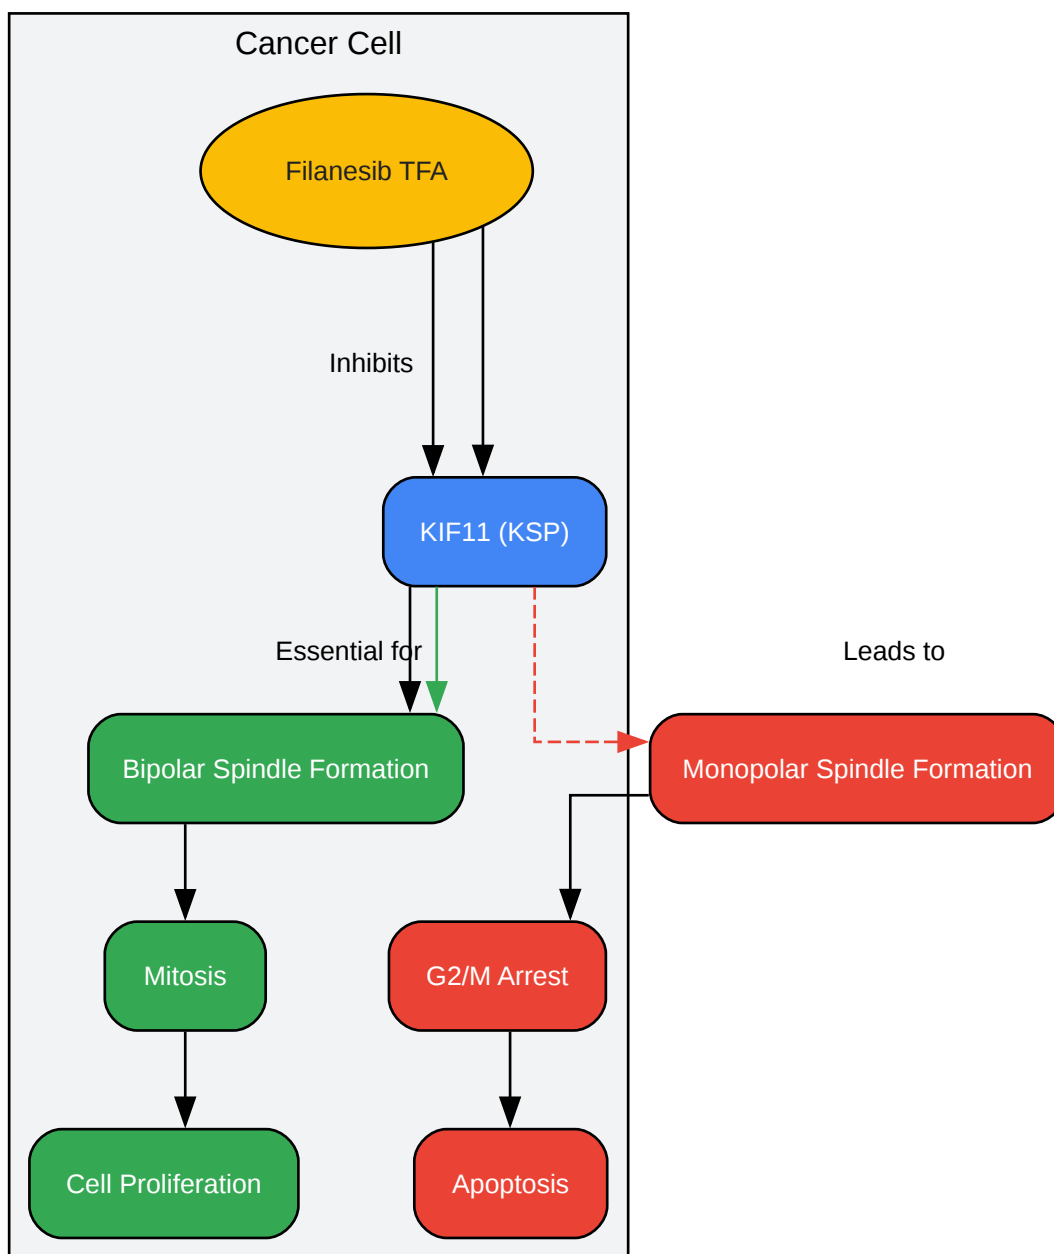 Cancer Cell
Filanesib TFA
Inhibits
KIF11 (KSP)
Essential for
Leads to
Bipolar Spindle Formation
Monopolar Spindle Formation
Mitosis
G2/M Arrest
Cell Proliferation
Apoptosis